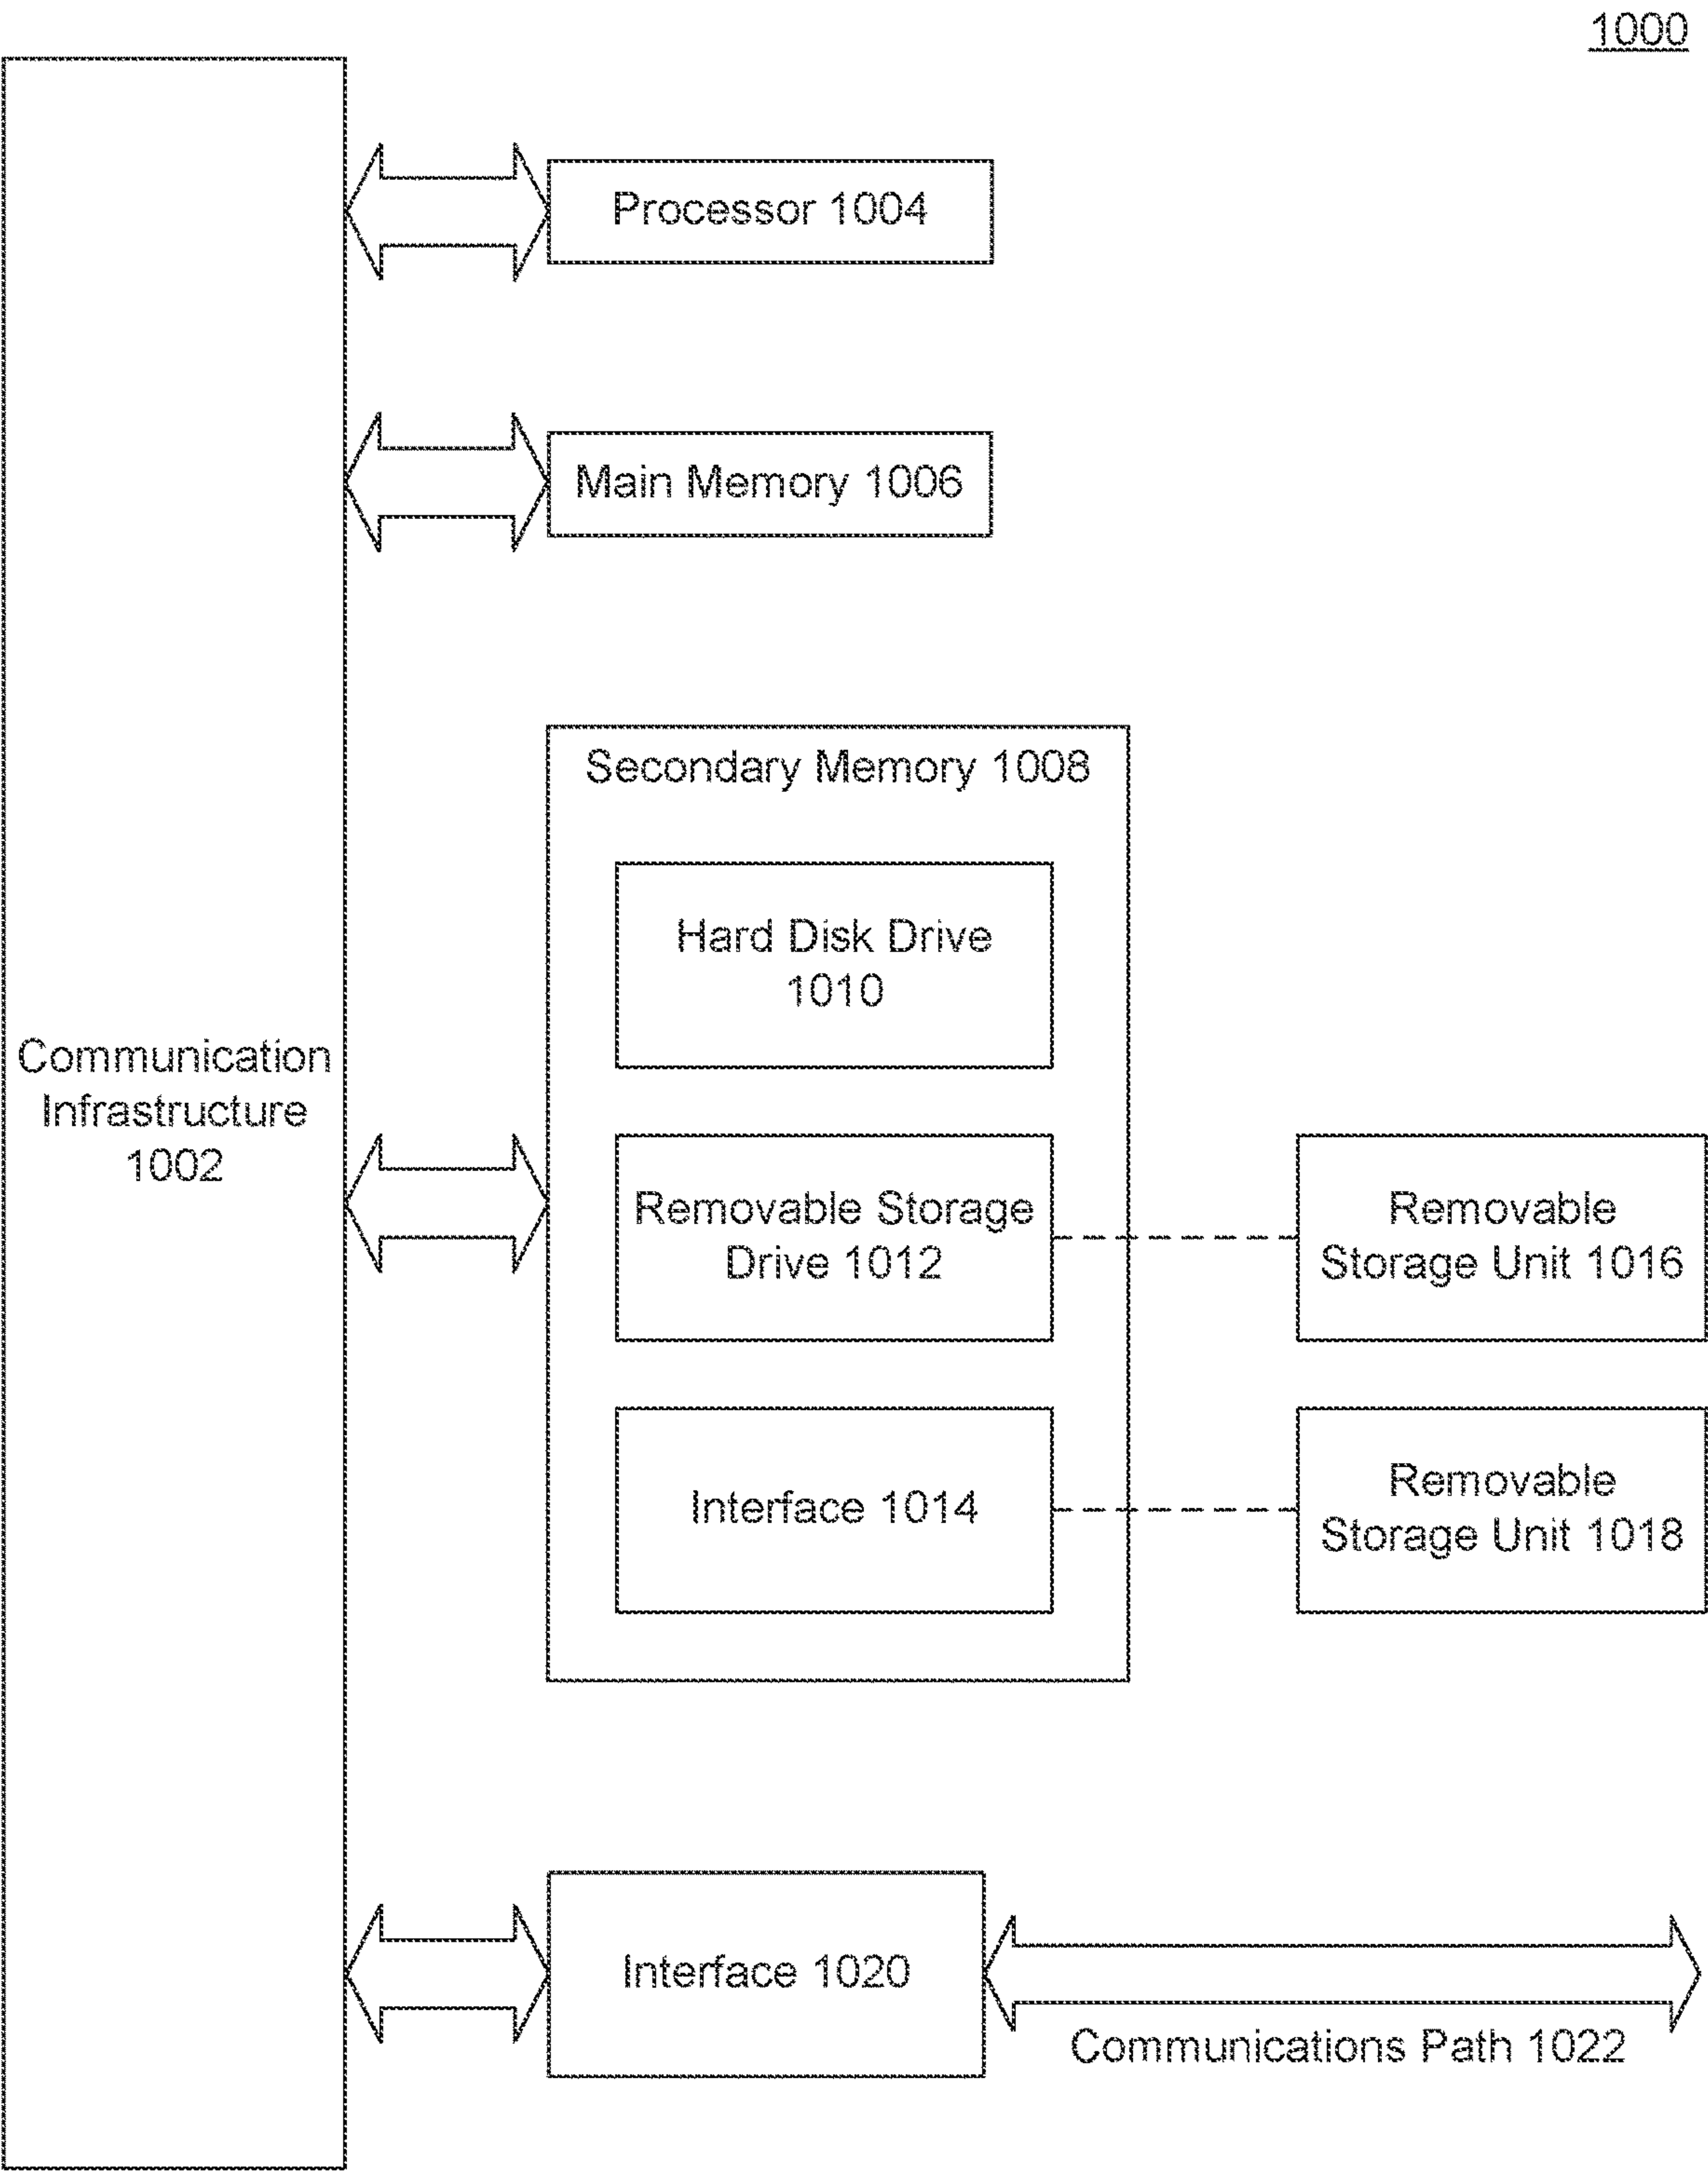 1000
Processor 1004
Main Memory 1006
Secondary Memory 1008
Hard Disk Drive
1010
Communication
Infrastructure
1002
Removable Storage
Drive 1012
Removable
Storage Unit 1016
Interface 1014
Removable
Storage Unit 1018
Interface 1020
Communications Path 1022